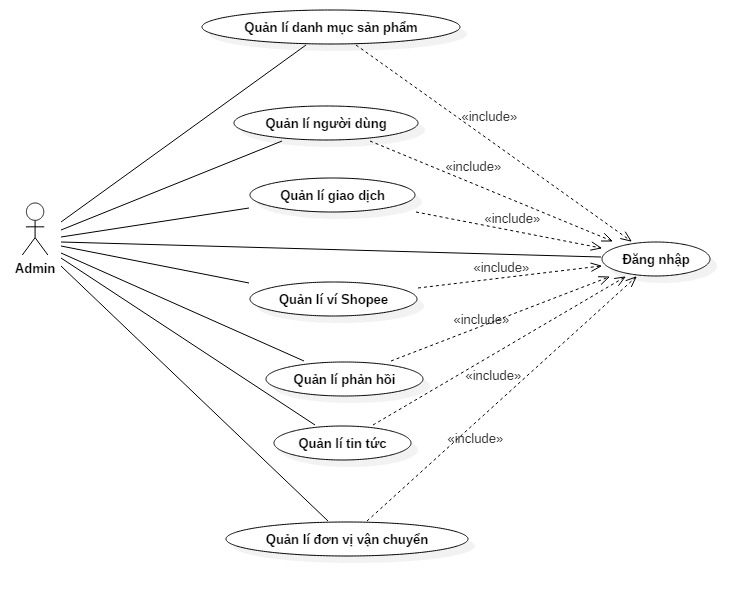 Quản lí danh mục sản phẩm
«include»
Quản lí người dùng
«include»
Quản lí giao dịch
«include»
Admin
Đăng nhập
«include»
Quản lí ví Shopee
«include»
Quản lí phản hồi
«include»
Quản lí tin tức
«include»
Quản lí đơn vị vận chuyển